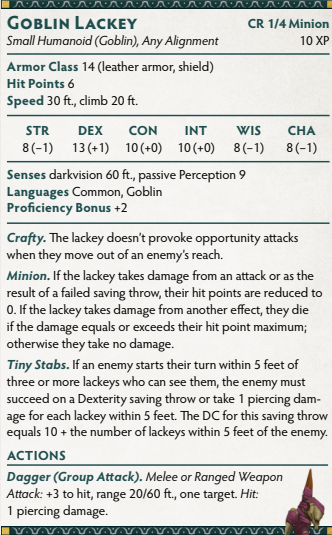 GOBLIN LACKEY CR 1/4 MINION
Small Humanoid (Goblin), Any Alignment 10 XP
Armor Class 14 (leather armor, shield)
Hit Points 6
Speed 30 ft., climb 20 ft.
STR DEX CON INT WIS CHA
8 (−1) 13 (+1) 10 (+0) 10 (+0) 8 (−1) 8 (−1)
Senses darkvision 60 ft., passive Perception 9
Languages Common, Goblin
Proficiency Bonus +2
Crafty. The lackey doesn't provoke opportunity attacks
when they move out of an enemy's reach.
Minion. If the lackey takes damage from an attack or as the
result of a failed saving throw, their hit points are reduced to
0. If the lackey takes damage from another effect, they die
if the damage equals or exceeds their hit point maximum;
otherwise they take no damage.
Tiny Stabs. If an enemy starts their turn within 5 feet of
three or more lackeys who can see them, the enemy must
succeed on a Dexterity saving throw or take 1 piercing dam-
age for each lackey within 5 feet. The DC for this saving throw
equals 10 + the number of lackeys within 5 feet of the enemy.
ACTIONS
Dagger (Group Attack). Melee or Ranged Weapon
Attack: +3 to hit, range 20/60 ft., one target. Hit:
1 piercing damage.